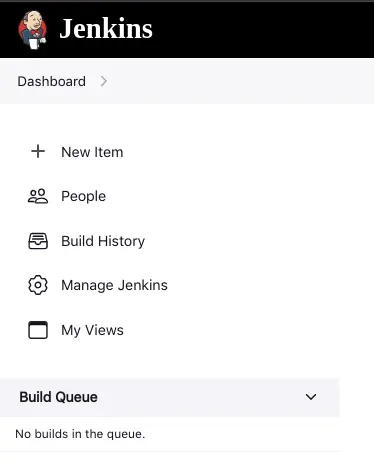 Jenkins
Dashboard
New Item
People
Build History
Manage Jenkins
My Views
Build Queue
No builds in the queue.